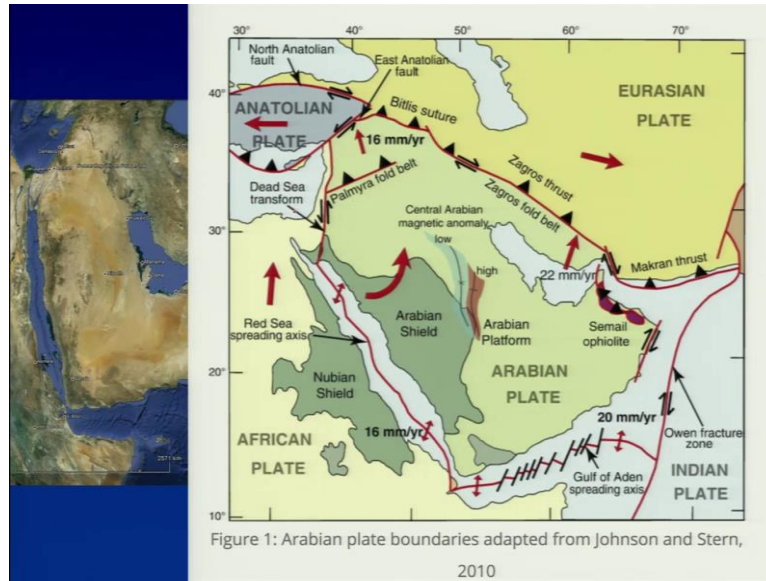 30°
40°
50°
60°
70°
North Anatolian
fault
East Anatolian
fault
40°
ANATOLIAN
PLATE
Bitlis suture
EURASIAN
PLATE
16 mm/yr
Dead Sea
transform
Palmyra fold belt
Zagros thrust
Zagros fold belt
Central Arabian
magnetic anomaly
low
high
30°
22 mm/yr
Makran thrust
Red Sea
spreading axis
Arabian
Shield
Arabian
Platform
Semail
ophiolite
20°
Nubian
Shield
ARABIAN
PLATE
16 mm/yr
20 mm/yr
AFRICAN
PLATE
Owen fracture
zone
Gulf of Aden
spreading axis
INDIAN
PLATE
10°
Figure 1: Arabian plate boundaries adapted from Johnson and Stern,
2010